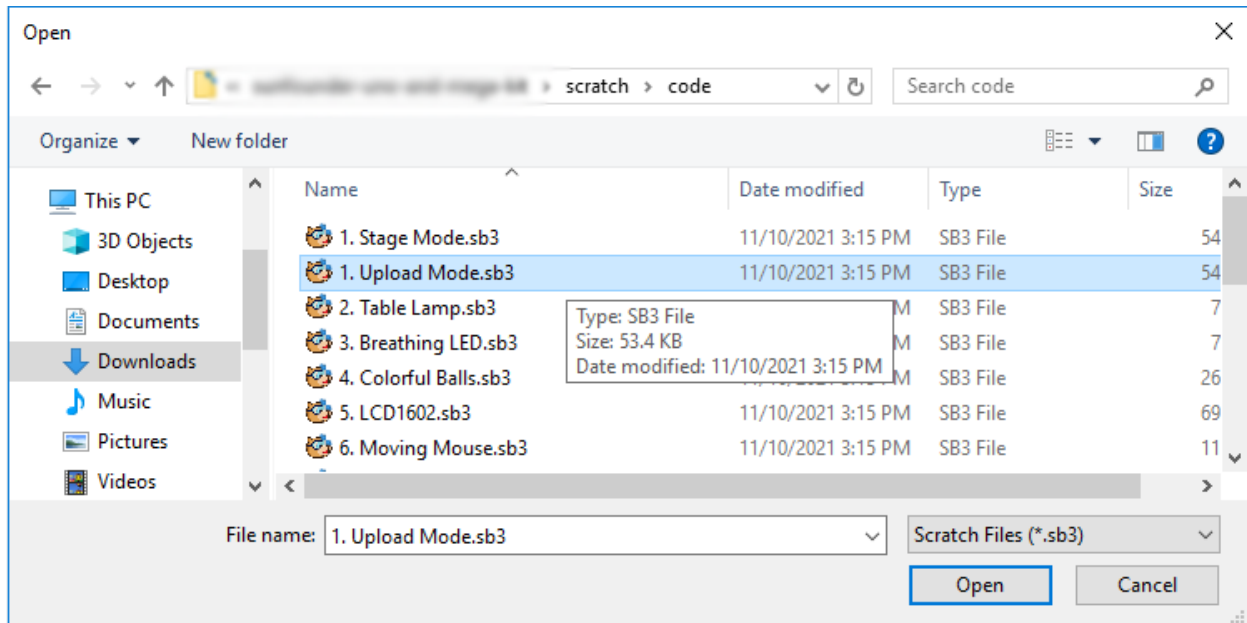 Open
scratch > code
Search code
Organize
New folder
?
Name Date modified Type Size
This PC
3D Objects
Desktop
Documents
Downloads
Music
Pictures
Videos
1. Stage Mode.sb3 11/10/2021 3:15 PM SB3 File 54
1. Upload Mode.sb3 11/10/2021 3:15 PM SB3 File 54
2. Table Lamp.sb3 M SB3 File 7
3. Breathing LED.sb3 M SB3 File 7
4. Colorful Balls.sb3 M SB3 File 26
5. LCD1602.sb3 11/10/2021 3:15 PM SB3 File 69
6. Moving Mouse.sb3 11/10/2021 3:15 PM SB3 File 11
Type: SB3 File
Size: 53.4 KB
Date modified: 11/10/2021 3:15 PM
File name: 1. Upload Mode.sb3 Scratch Files (*.sb3)
Open Cancel